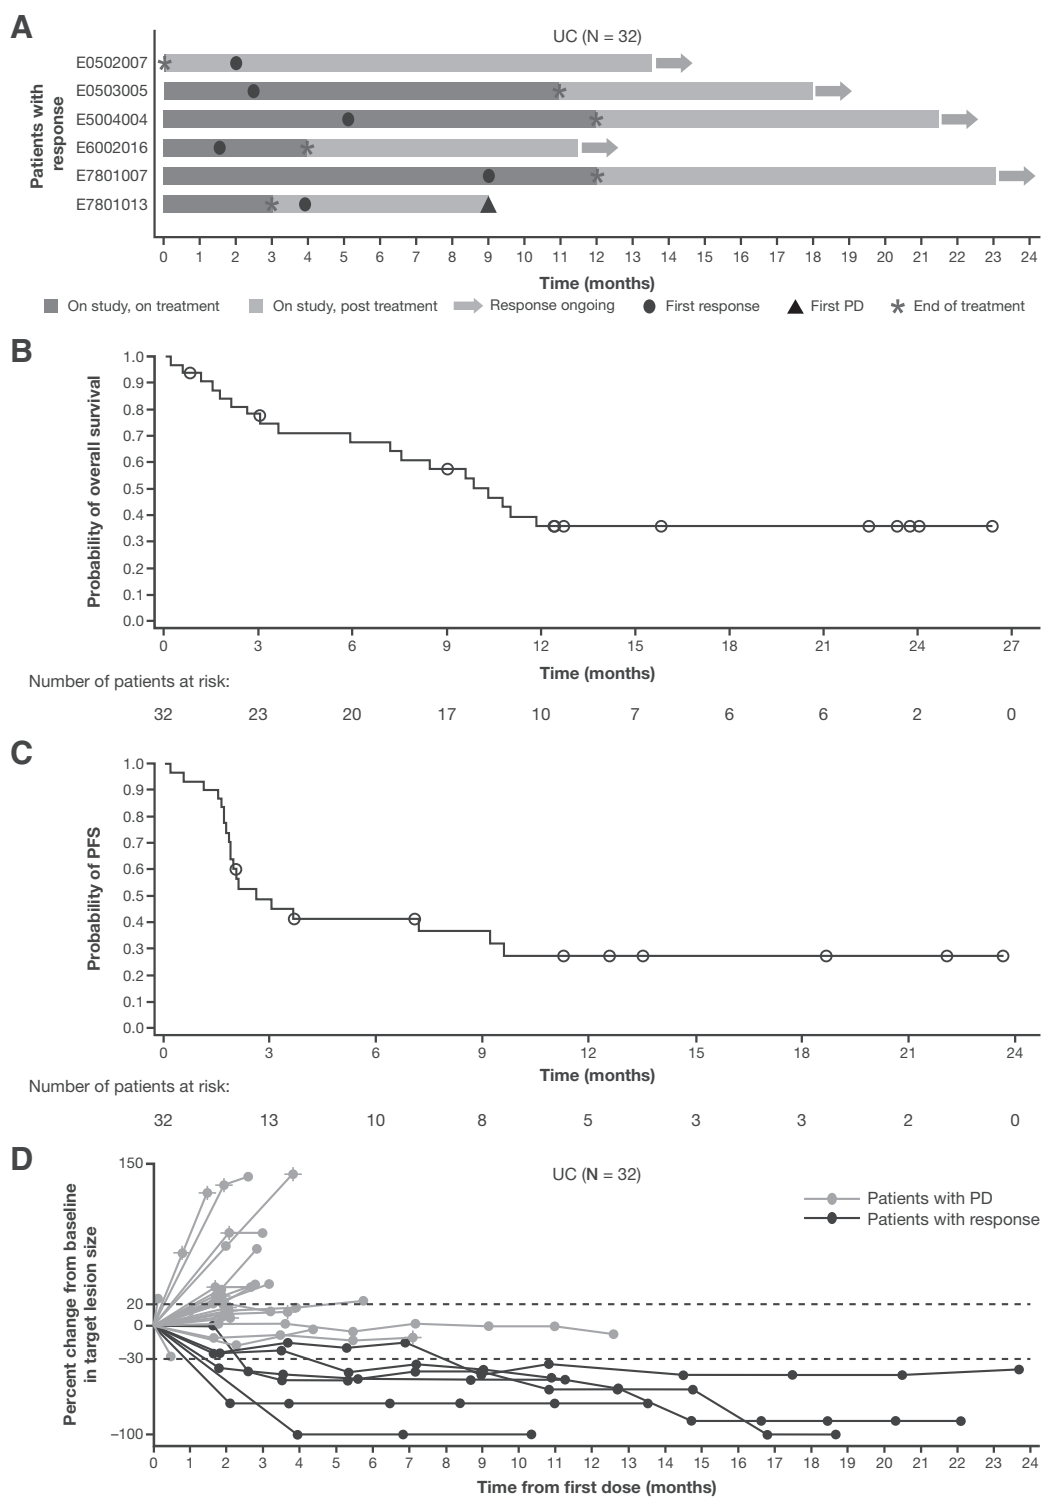 A
UC (N = 32)
Patients with
response
E0502007
E0503005
E5004004
E6002016
E7801007
E7801013
0 1 2 3 4 5 6 7 8 9 10 11 12 13 14 15 16 17 18 19 20 21 22 23 24
Time (months)
On study, on treatment On study, post treatment Response ongoing First response First PD End of treatment
B
Probability of overall survival
1.0
0.9
0.8
0.7
0.6
0.5
0.4
0.3
0.2
0.1
0.0
0 3 6 9 12 15 18 21 24 27
Time (months)
Number of patients at risk:
32 23 20 17 10 7 6 6 2 0
C
Probability of PFS
1.0
0.9
0.8
0.7
0.6
0.5
0.4
0.3
0.2
0.1
0.0
0 3 6 9 12 15 18 21 24
Time (months)
Number of patients at risk:
32 13 10 8 5 3 3 2 0
D
UC (N = 32)
Percent change from baseline
in target lesion size
150
20
0
−30
−100
Patients with PD
Patients with response
0 1 2 3 4 5 6 7 8 9 10 11 12 13 14 15 16 17 18 19 20 21 22 23 24
Time from first dose (months)